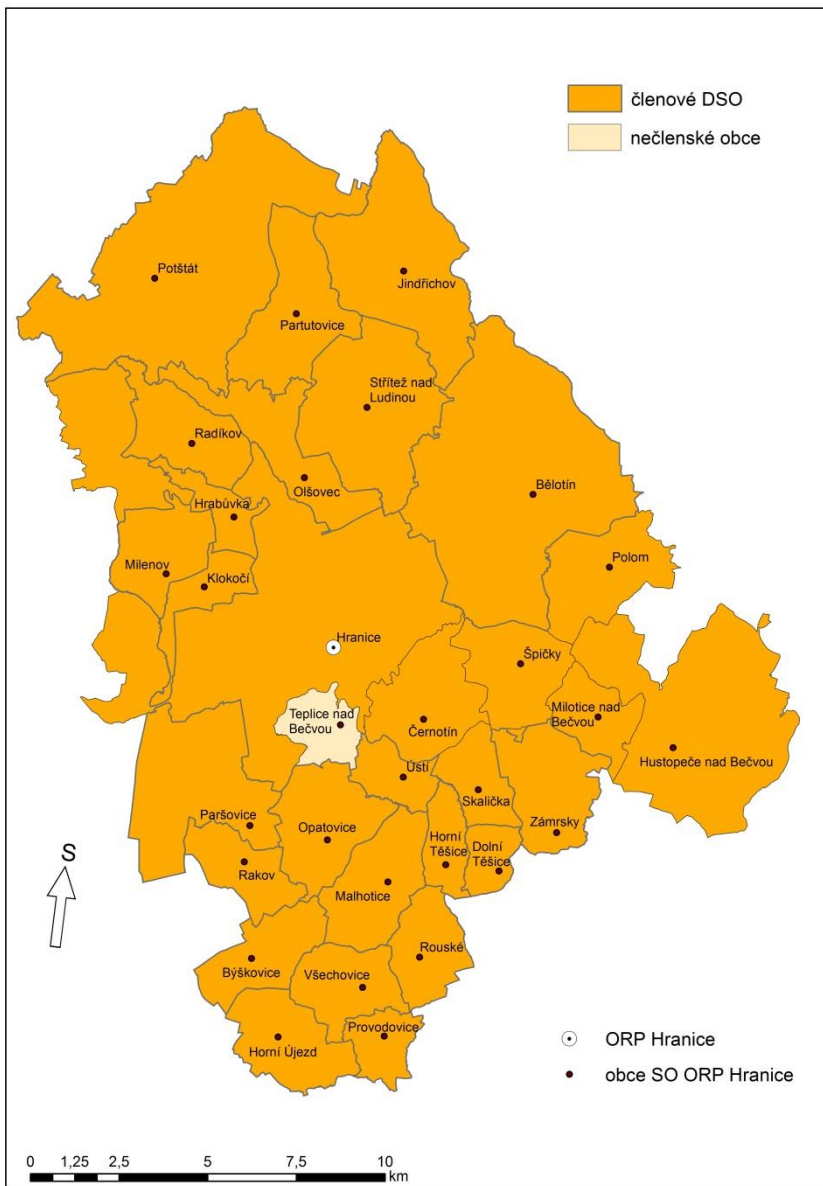 členové DSO
nečlenské obce
Potštát
Jindřichov
Partutovice
Střítež nad
Ludinou
Radíkov
Olšovec
Bělotín
Hrabůvka
Polom
Milenov
Klokočí
Hranice
Špičky
Teplice nad
Bečvou
Černotín
Milotice nad
Bečvou
Hustopeče nad Bečvou
Ústí
Skalička
Paršovice
Opatovice
Horní
Těšice
Dolní
Těšice
Zámrsky
S
Rakov
Malhotice
Rouské
Býškovice
Všechovice
Provodovice
Horní Újezd
ORP Hranice
obce SO ORP Hranice
0 1,25 2,5 5 7,5 10
km